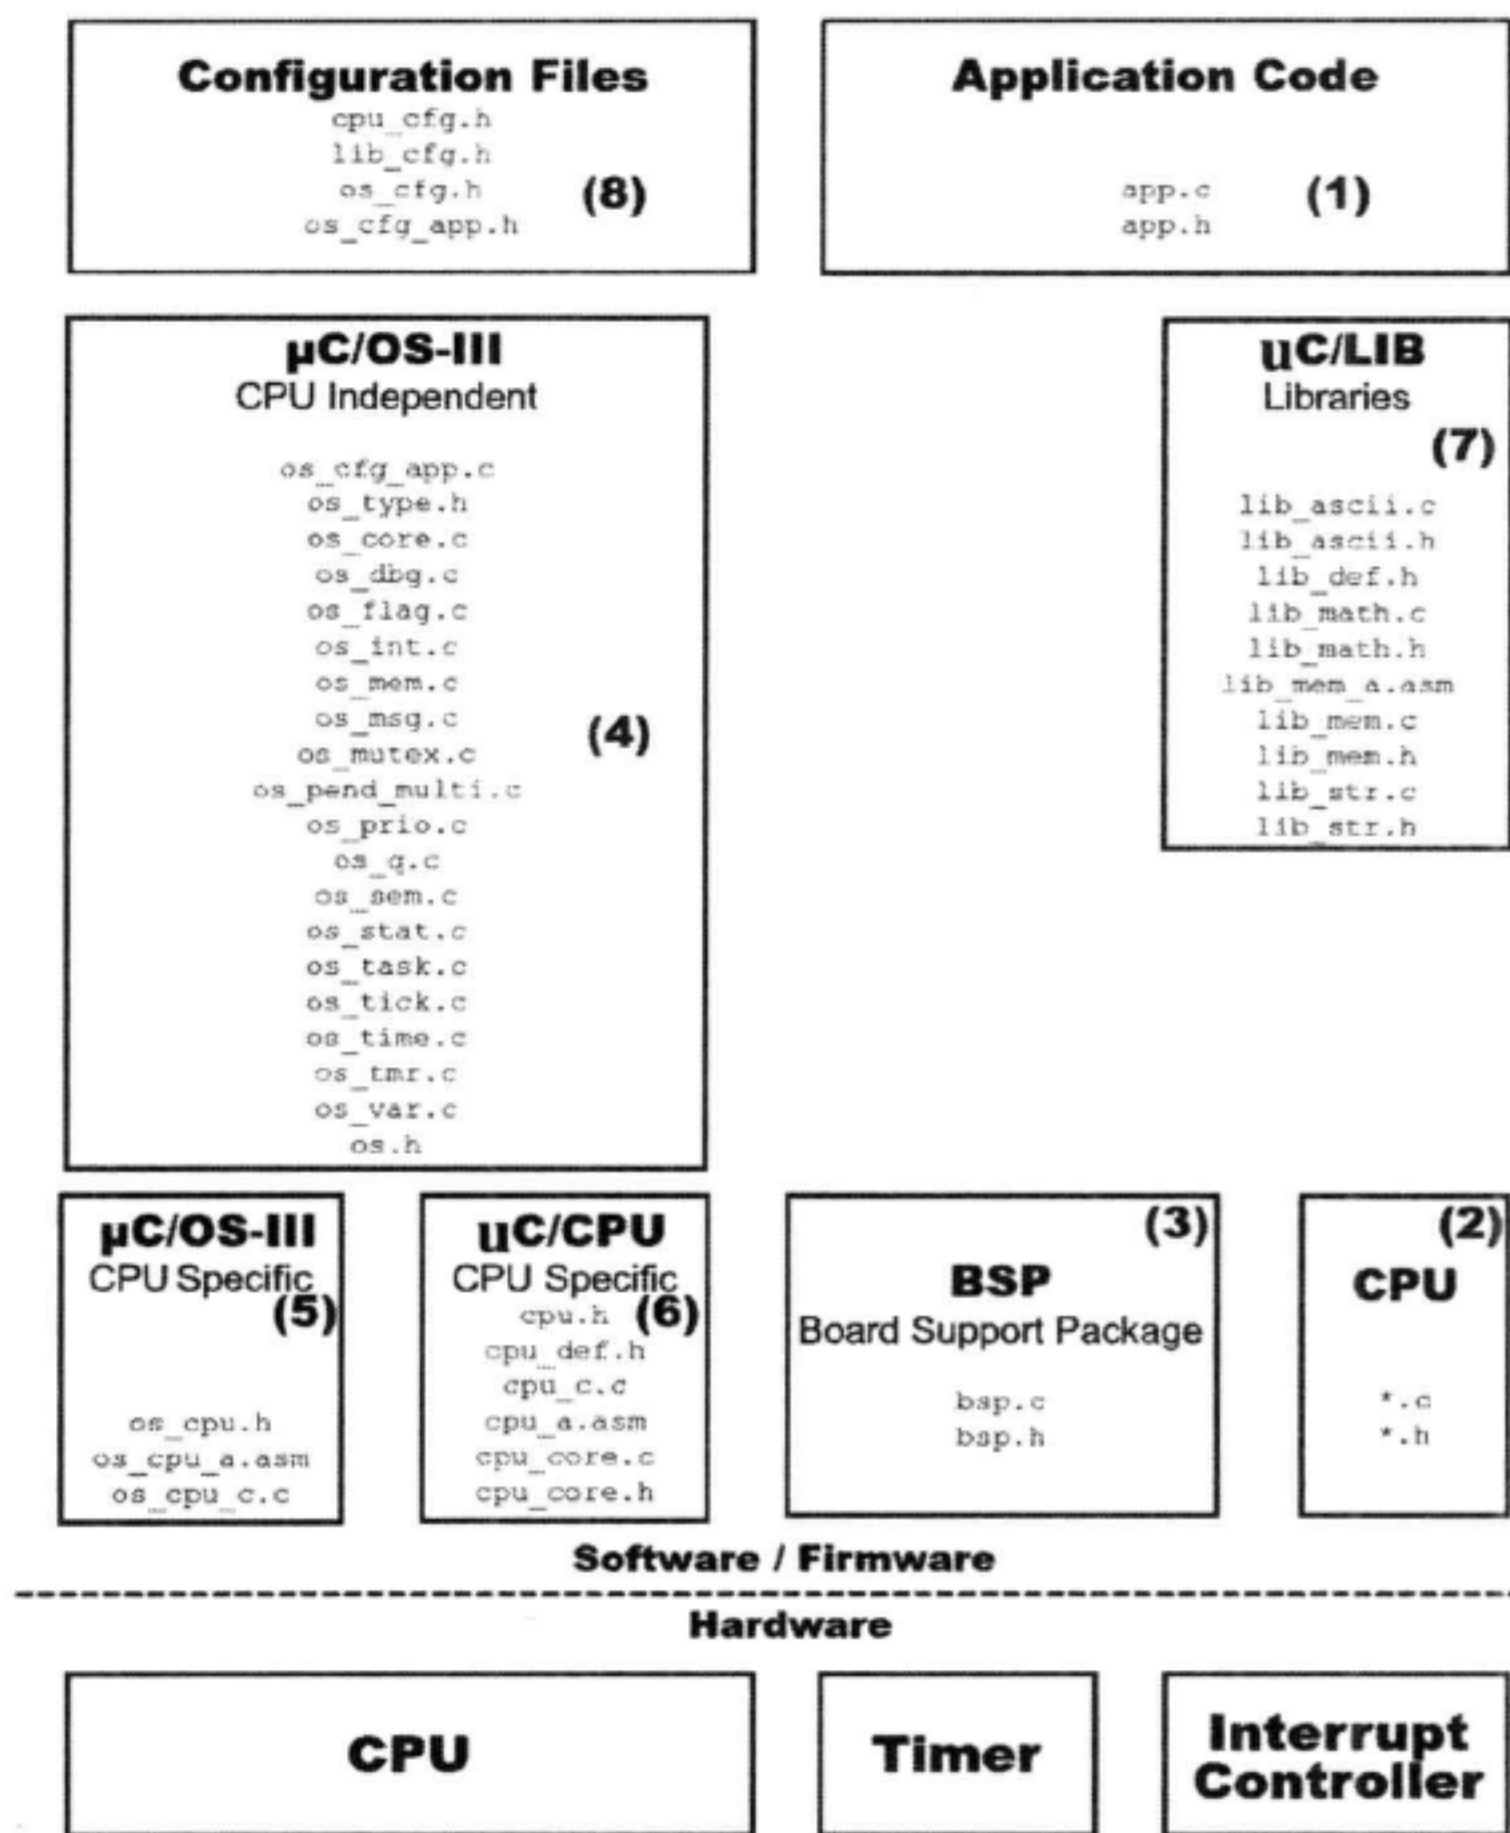 Configuration Files
cpu_cfg.h
lib_cfg.h
os_cfg.h
(8)
os_cfg_app.h
Application Code
app.c
(1)
app.h
µC/OS-III
CPU Independent
os_cfg_app.c
os_type.h
os_core.c
os_dbg.c
os_flag.c
os_int.c
os_mem.c
os_msg.c
(4)
os_mutex.c
os_pend_multi.c
os_prio.c
os_q.c
os_sem.c
os_stat.c
os_task.c
os_tick.c
os_time.c
os_tmr.c
os_var.c
os.h
uC/LIB
Libraries
(7)
lib_ascii.c
lib_ascii.h
lib_def.h
lib_math.c
lib_math.h
lib_mem_a.asm
lib_mem.c
lib_mem.h
lib_str.c
lib_str.h
µC/OS-III
CPU Specific
(5)
os_cpu.h
os_cpu_a.asm
os_cpu_c.c
uC/CPU
CPU Specific
cpu.h
(6)
cpu_def.h
cpu_c.c
cpu_a.asm
cpu_core.c
cpu_core.h
(3)
BSP
Board Support Package
bsp.c
bsp.h
(2)
CPU
*.c
*.h
Software / Firmware
Hardware
CPU
Timer
Interrupt
Controller